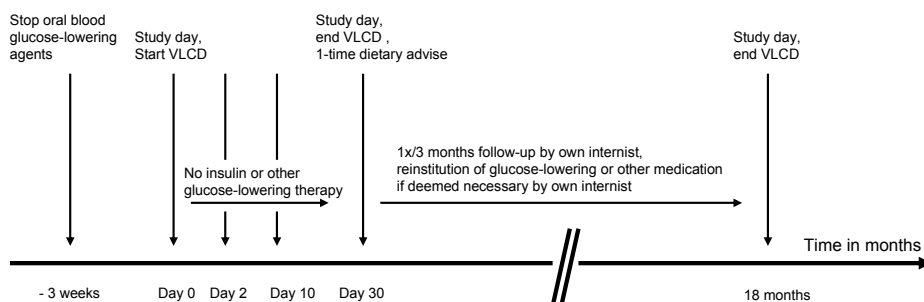 Stop oral blood
glucose-lowering
agents
Study day,
Start VLCD
Study day,
end VLCD ,
1-time dietary advise
Study day,
end VLCD
No insulin or other
glucose-lowering therapy
1x/3 months follow-up by own internist,
reinstitution of glucose-lowering or other medication
if deemed necessary by own internist
Time in months
- 3 weeks
Day 0
Day 2
Day 10
Day 30
18 months